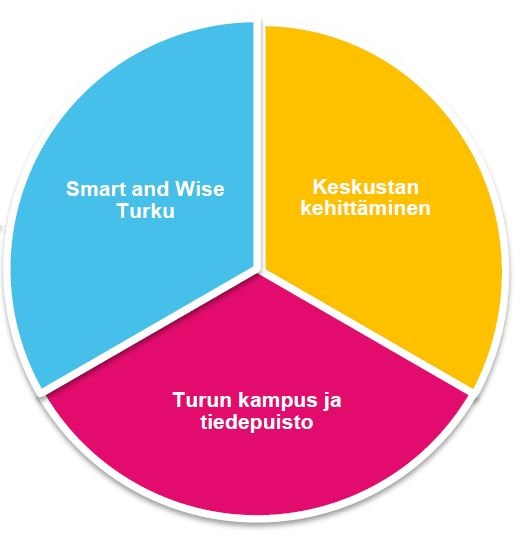 Smart and Wise
Turku
Keskustan
kehittäminen
Turun kampus ja
tiedepuisto